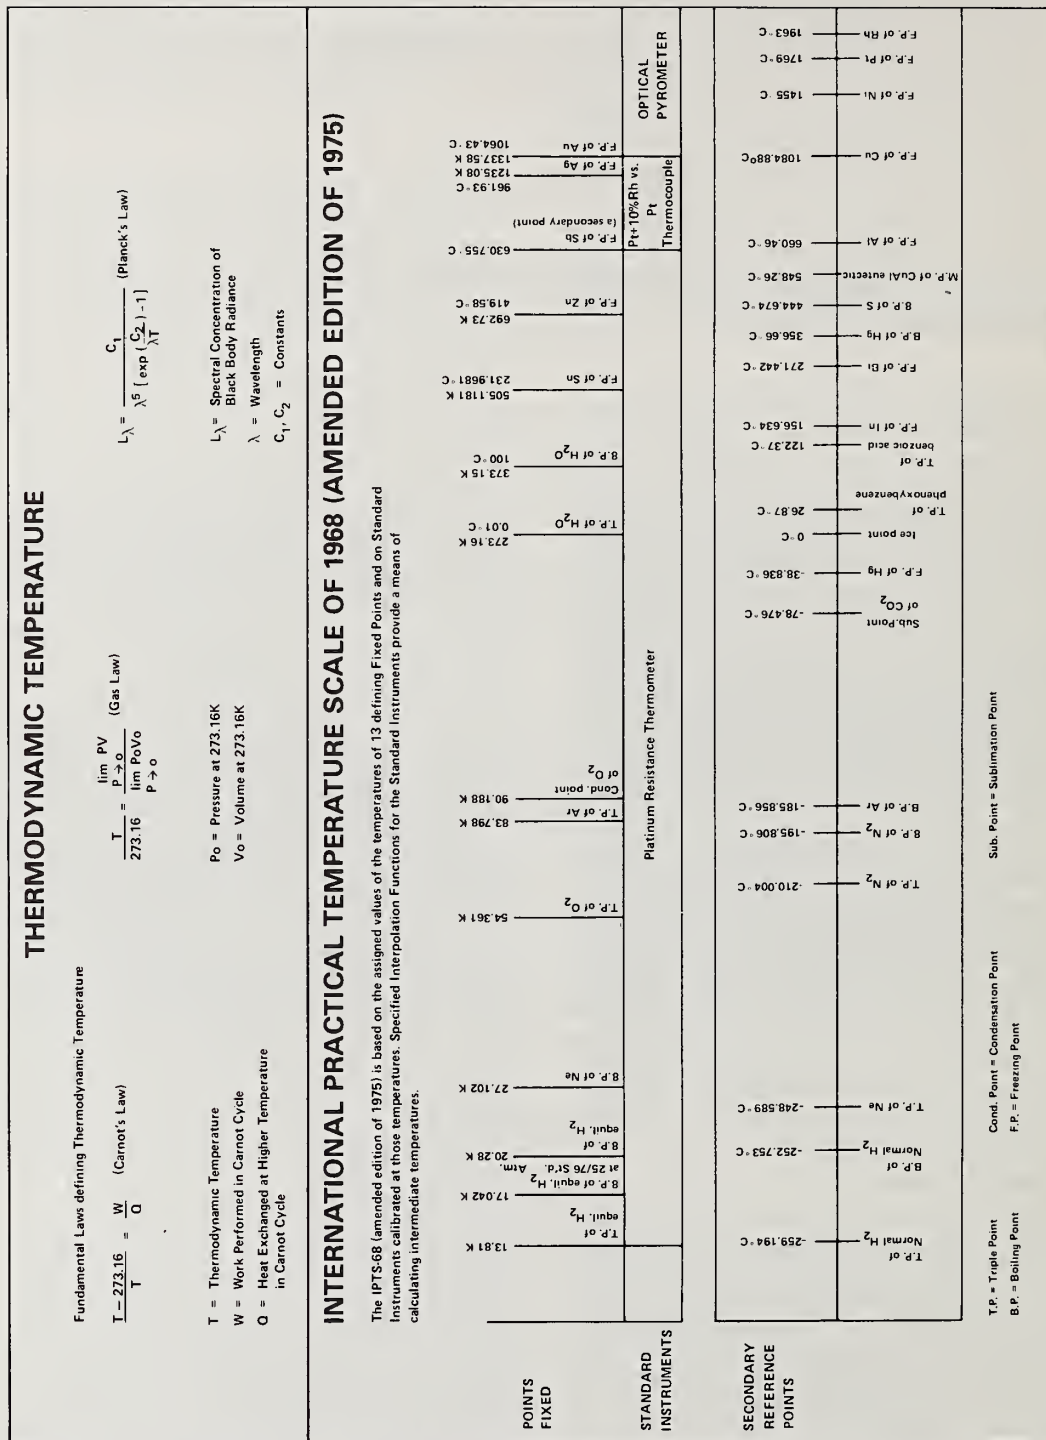 THERMODYNAMIC TEMPERATURE
Fundamental Laws defining Thermodynamic Temperature
T – 273.16 / T = W / Q (Carnot's Law)
T / 273.16 = lim PV P → o / lim PoVo P → o (Gas Law)
Lλ = C1 / λ5 [ exp ( C2 / λT ) - 1 ] (Planck's Law)
T = Thermodynamic Temperature
W = Work Performed in Carnot Cycle
Q = Heat Exchanged at Higher Temperature
in Carnot Cycle
Po = Pressure at 273.16K
Vo = Volume at 273.16K
Lλ = Spectral Concentration of
Black Body Radiance
λ = Wavelength
C1, C2 = Constants
INTERNATIONAL PRACTICAL TEMPERATURE SCALE OF 1968 (AMENDED EDITION OF 1975)
The IPTS-68 (amended edition of 1975) is based on the assigned values of the temperatures of 13 defining Fixed Points and on Standard
Instruments calibrated at those temperatures. Specified Interpolation Functions for the Standard Instruments provide a means of
calculating intermediate temperatures.
POINTS
FIXED
13.81 K
T.P. of
equil. H2
17.042 K
B.P. of equil. H2
at 25/76 St'd. Atm.
20.28 K
B.P. of
equil. H2
27.102 K
B.P. of Ne
54.361 K
T.P. of O2
83.798 K
T.P. of Ar
90.188 K
Cond. point
of O2
273.16 K
0.01 °C
T.P. of H2O
373.15 K
100 °C
B.P. of H2O
505.1181 K
231.9681 °C
F.P. of Sn
692.73 K
419.58 °C
F.P. of Zn
630.755 °C
F.P. of Sb
(a secondary point)
961.93 °C
1235.08 K
F.P. of Ag
1337.58 K
1064.43 °C
F.P. of Au
STANDARD
INSTRUMENTS
Platinum Resistance Thermometer
Pt+10%Rh vs.
Pt
Thermocouple
OPTICAL
PYROMETER
SECONDARY
REFERENCE
POINTS
-259.194 °C
T.P. of
Normal H2
-252.753 °C
B.P. of
Normal H2
-248.589 °C
T.P. of Ne
-210.004 °C
T.P. of N2
-195.806 °C
B.P. of N2
-185.856 °C
B.P. of Ar
-78.476 °C
Sub.Point
of CO2
-38.836 °C
F.P. of Hg
0 °C
Ice point
26.87 °C
T.P. of
phenoxybenzene
122.37 °C
T.P. of
benzoic acid
156.634 °C
F.P. of In
271.442 °C
F.P. of Bi
356.66 °C
B.P. of Hg
444.674 °C
B.P. of S
548.26 °C
M.P. of CuAl eutectic
660.46 °C
F.P. of Al
1084.88°C
F.P. of Cu
1455 °C
F.P. of Ni
1769 °C
F.P. of Pt
1963 °C
F.P. of Rh
T.P. = Triple Point
B.P. = Boiling Point
Cond. Point = Condensation Point
F.P. = Freezing Point
Sub. Point = Sublimation Point